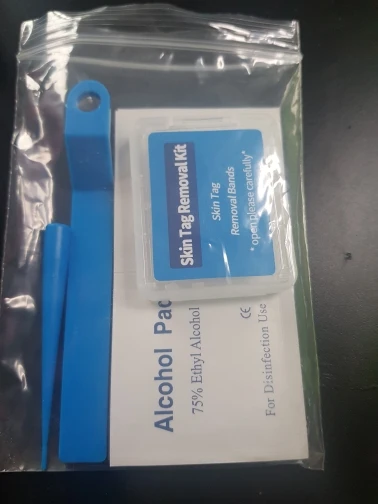 Skin Tag Removal Kit
Skin Tag
Removal Bands
*open please carefully*
Alcohol Pad
75% Ethyl Alcohol
CE
For Disinfection Use